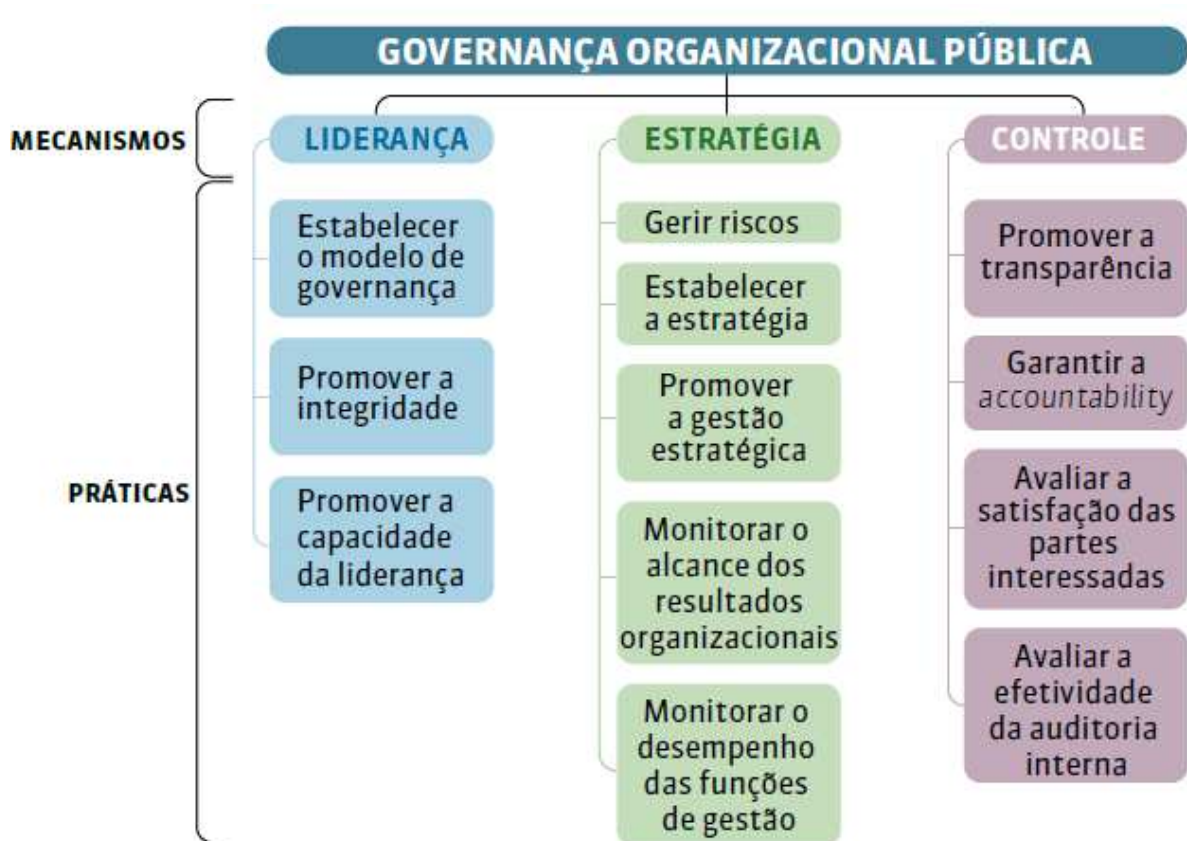 GOVERNANÇA ORGANIZACIONAL PÚBLICA
MECANISMOS
LIDERANÇA
ESTRATÉGIA
CONTROLE
PRÁTICAS
Estabelecer
o modelo de
governança
Promover a
integridade
Promover a
capacidade
da liderança
Gerir riscos
Estabelecer
a estratégia
Promover
a gestão
estratégica
Monitorar o
alcance dos
resultados
organizacionais
Monitorar o
desempenho
das funções
de gestão
Promover a
transparência
Garantir a
accountability
Avaliar a
satisfação das
partes
interessadas
Avaliar a
efetividade
da auditoria
interna